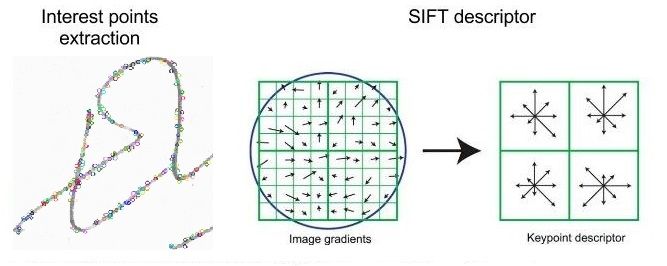 Interest points
extraction
SIFT descriptor
Image gradients
Keypoint descriptor